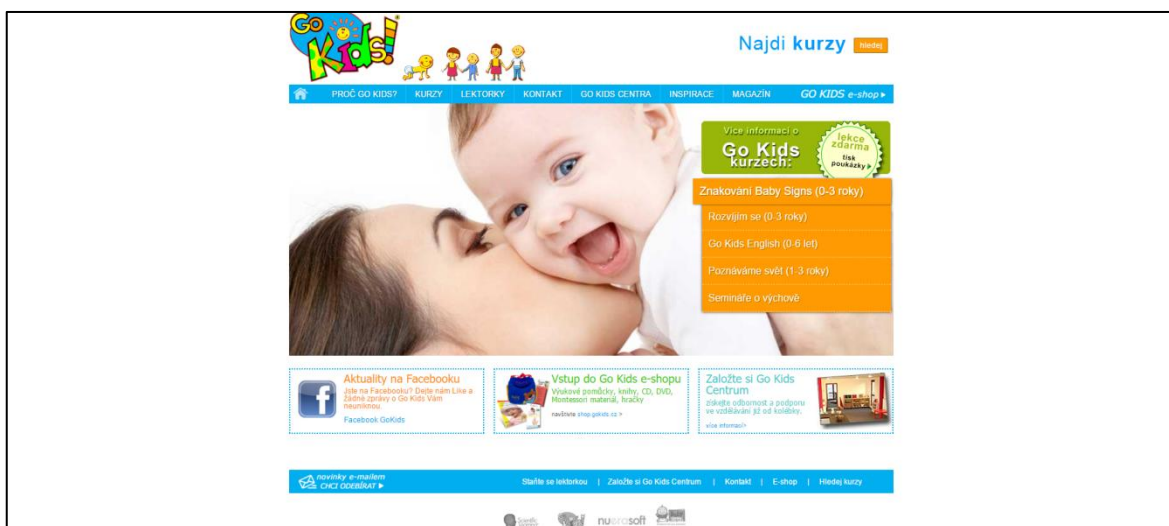 Go
Kids!
Najdi kurzy hledej
PROČ GO KIDS? KURZY LEKTORKY KONTAKT GO KIDS CENTRA INSPIRACE MAGAZÍN GO KIDS e-shop
Více informací o
Go Kids
kurzech:
lekce
zdarma
tisk
poukázky
Znakování Baby Signs (0-3 roky)
Rozvíjím se (0-3 roky)
Go Kids English (0-6 let)
Poznáváme svět (1-3 roky)
Semináře o výchově
Aktuality na Facebooku
Jste na Facebooku? Dejte nám Like a
žádné zprávy o Go Kids Vám
neuniknou.
Facebook GoKids
Vstup do Go Kids e-shopu
Výukové pomůcky, knihy, CD, DVD,
Montessori materiál, hračky
navštivte shop.gokids.cz >
Založte si Go Kids
Centrum
získejte odbornost a podporu
ve vzdělávání již od kolébky.
více informací>
novinky e-mailem
CHCI ODEBÍRAT
Staňte se lektorkou | Založte si Go Kids Centrum | Kontakt | E-shop | Hledej kurzy
Scientific
nuorosoft